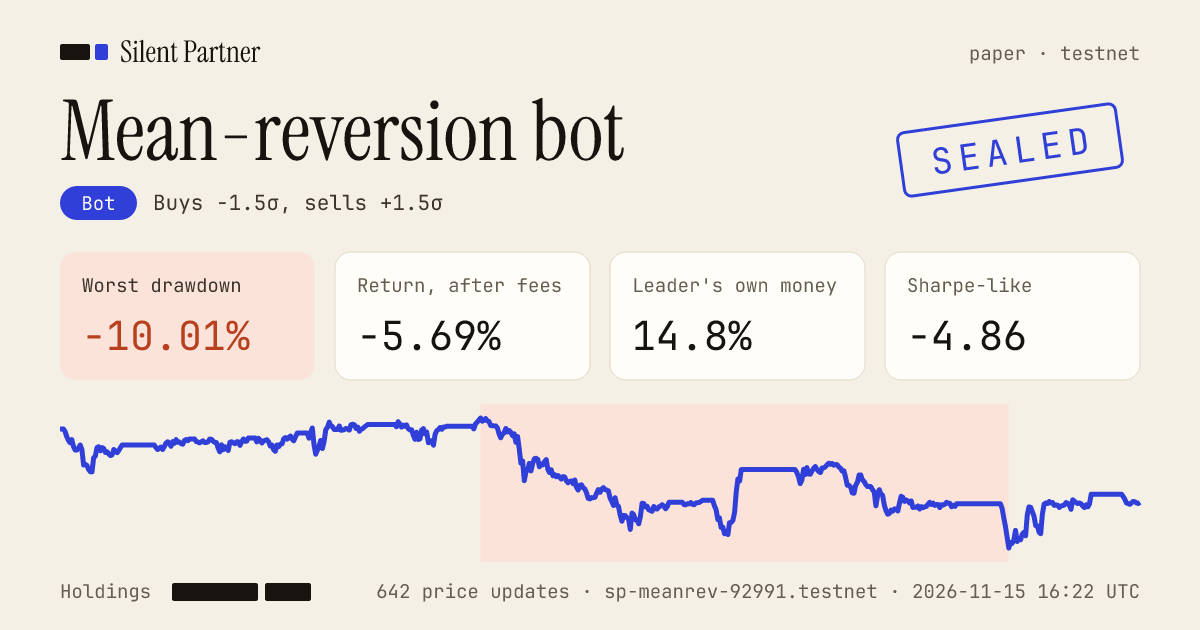 Silent Partner
paper · testnet
Mean-reversion bot
SEALED
Bot
Buys -1.5σ, sells +1.5σ
Worst drawdown
-10.01%
Return, after fees
-5.69%
Leader's own money
14.8%
Sharpe-like
-4.86
Holdings
642 price updates · sp-meanrev-92991.testnet · 2026-11-15 16:22 UTC